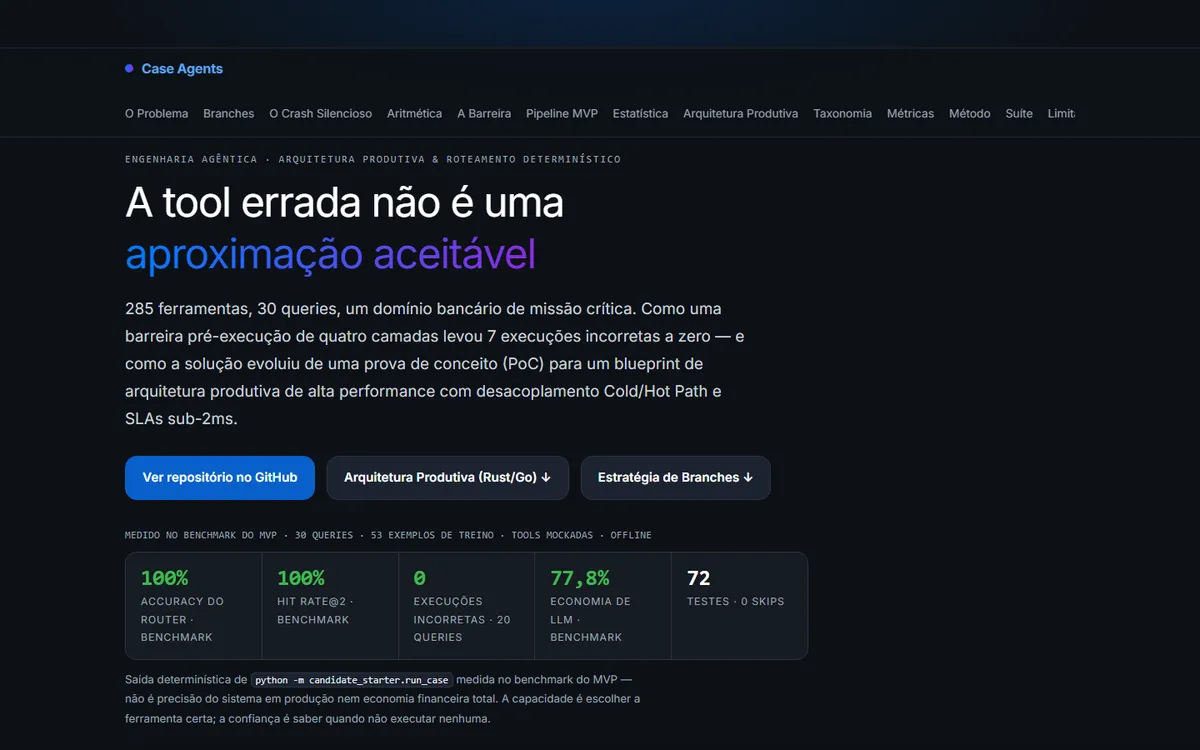 Case Agents
O Problema Branches O Crash Silencioso Aritmética A Barreira Pipeline MVP Estatística Arquitetura Produtiva Taxonomia Métricas Método Suíte Limit
ENGENHARIA AGÊNTICA · ARQUITETURA PRODUTIVA & ROTEAMENTO DETERMINÍSTICO
A tool errada não é uma
aproximação aceitável
285 ferramentas, 30 queries, um domínio bancário de missão crítica. Como uma
barreira pré-execução de quatro camadas levou 7 execuções incorretas a zero — e
como a solução evoluiu de uma prova de conceito (PoC) para um blueprint de
arquitetura produtiva de alta performance com desacoplamento Cold/Hot Path e
SLAs sub-2ms.
Ver repositório no GitHub
Arquitetura Produtiva (Rust/Go) ↓
Estratégia de Branches ↓
MEDIDO NO BENCHMARK DO MVP · 30 QUERIES · 53 EXEMPLOS DE TREINO · TOOLS MOCKADAS · OFFLINE
100%
ACCURACY DO
ROUTER ·
BENCHMARK
100%
HIT RATE@2 ·
BENCHMARK
0
EXECUÇÕES
INCORRETAS · 20
QUERIES
77,8%
ECONOMIA DE
LLM ·
BENCHMARK
72
TESTES · 0 SKIPS
Saída determinística de python -m candidate_starter.run_case medida no benchmark do MVP —
não é precisão do sistema em produção nem economia financeira total. A capacidade é escolher a
ferramenta certa; a confiança é saber quando não executar nenhuma.